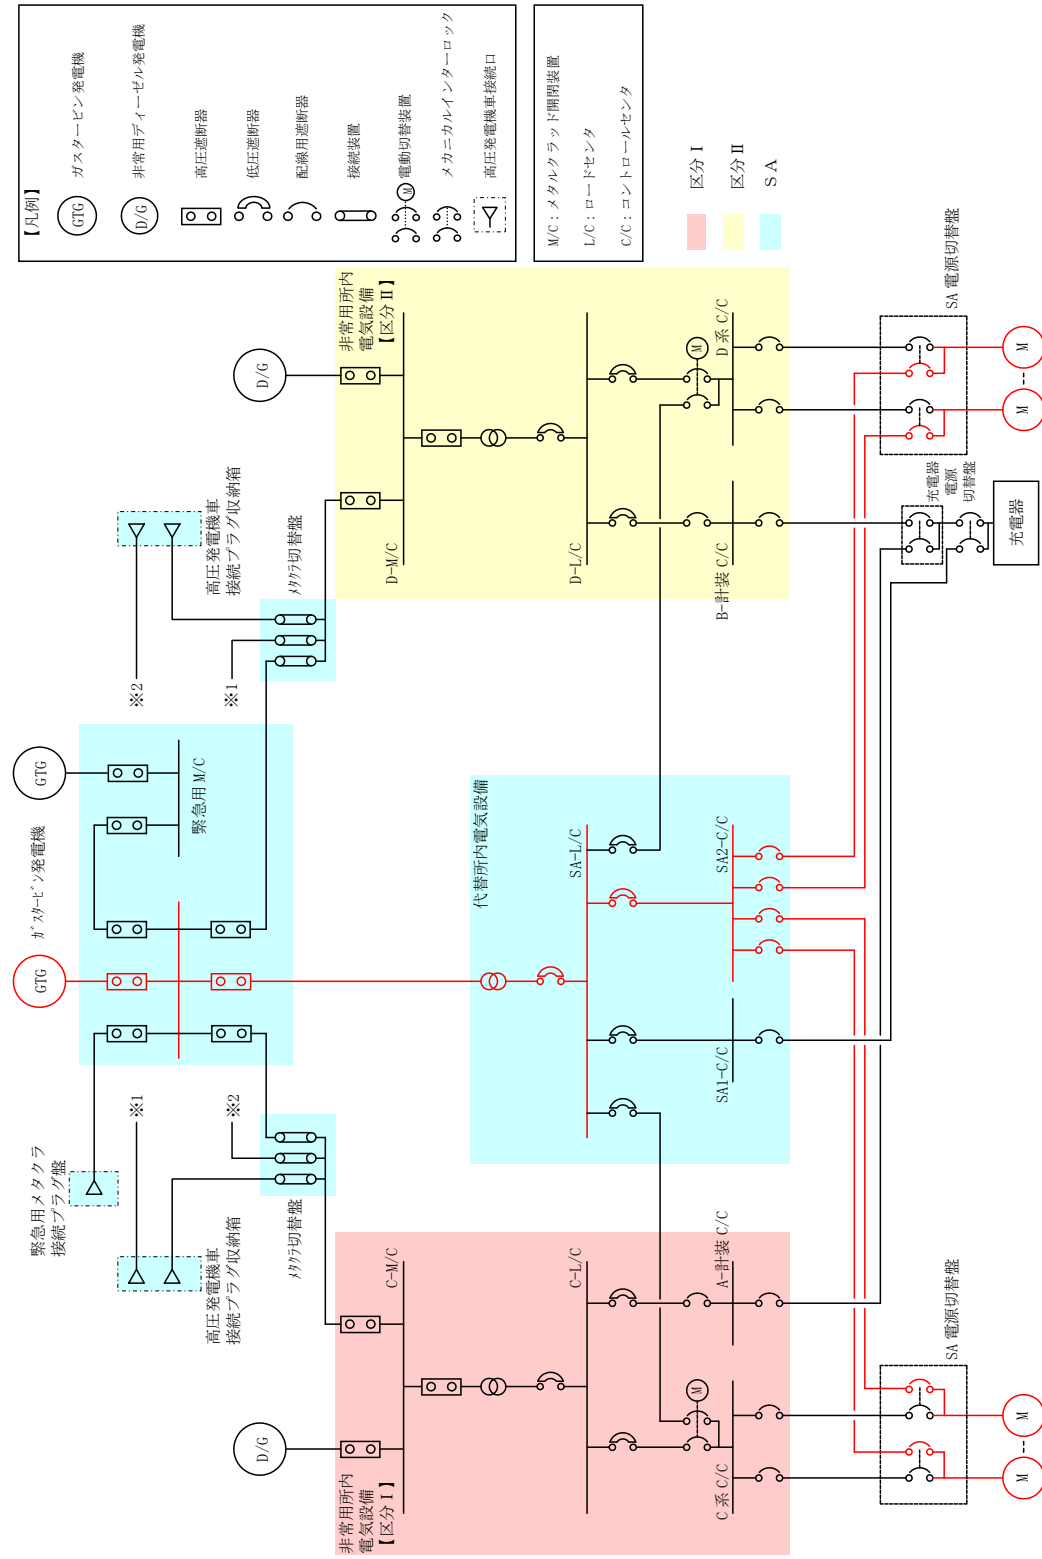 【凡例】
GTG
ガスタービン発電機
D/G
非常用ディーゼル発電機
高圧遮断器
低圧遮断器
配線用遮断器
接続装置
M
電動切替装置
メカニカルインターロック
高圧発電機車接続口
M/C：メタルクラッド開閉装置
L/C：ロードセンタ
C/C：コントロールセンタ
区分Ⅰ
区分Ⅱ
SA
緊急用メタクラ
接続プラグ盤
GTG
ガスタービン発電機
GTG
緊急用M/C
※1
※2
高圧発電機車
接続プラグ収納箱
メタクラ切替盤
※2
※1
高圧発電機車
接続プラグ収納箱
メタクラ切替盤
D/G
非常用所内
電気設備
【区分Ⅰ】
C-M/C
C-L/C
M
C系C/C
A-計装C/C
代替所内電気設備
SA-L/C
SA1-C/C
SA2-C/C
D/G
非常用所内
電気設備
【区分Ⅱ】
D-M/C
D-L/C
M
B-計装C/C
D系C/C
SA電源切替盤
M
M
充電器
電源
切替盤
充電器
SA電源切替盤
M
M